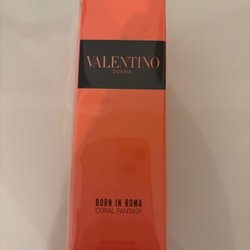 VALENTINO
DONNA
BORN IN ROMA
CORAL FANTASY